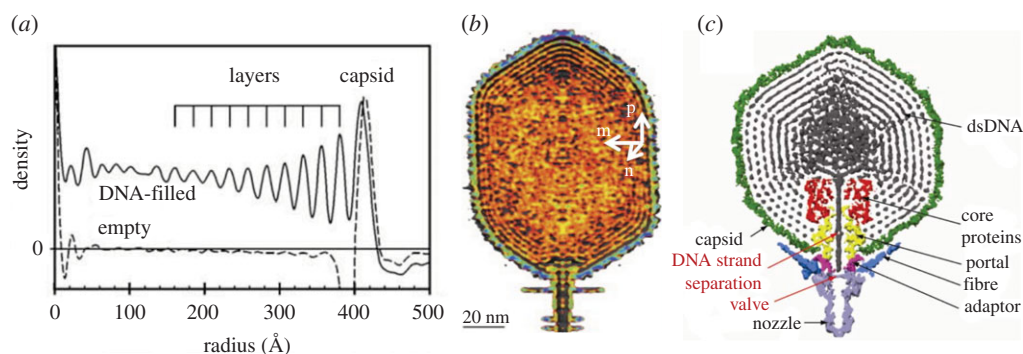 (a)
layers
capsid
density
DNA-filled
empty
0
0
100
200
300
400
500
radius (Å)
(b)
p
m
n
20 nm
(c)
dsDNA
core
proteins
capsid
DNA strand
portal
separation
fibre
valve
adaptor
nozzle